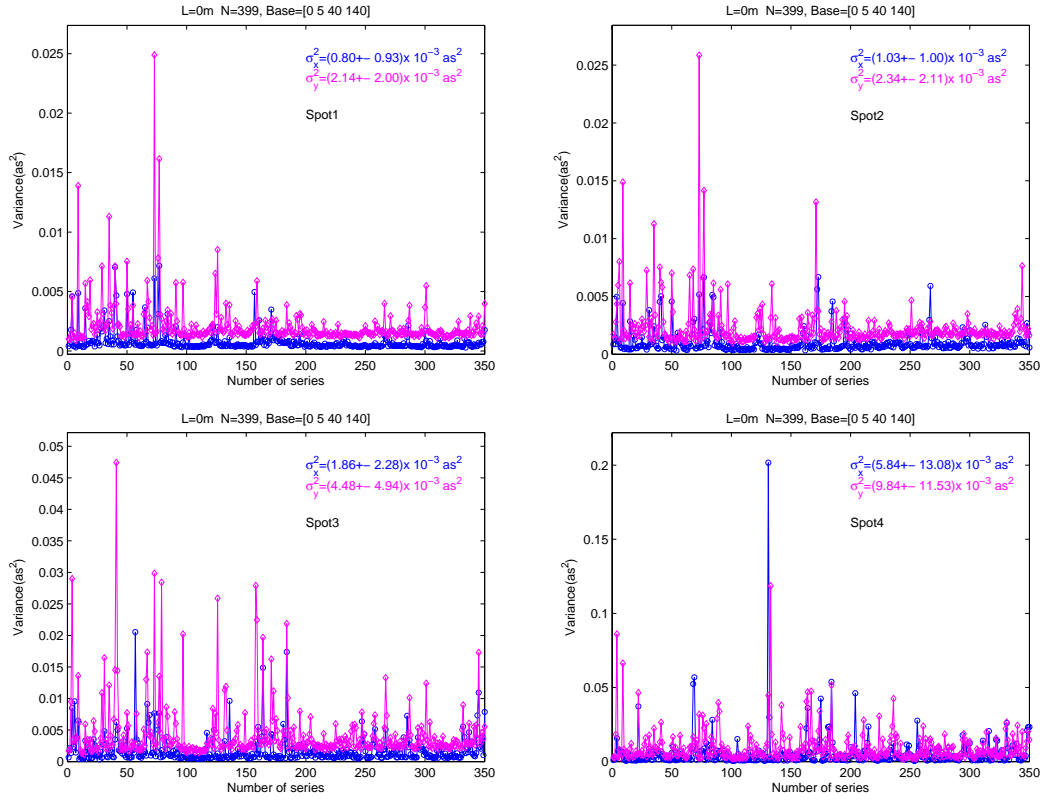 L=0m N=399, Base=[0 5 40 140]
σ²ₓ=(0.80+− 0.93)x 10⁻³ as²
σ²ᵧ=(2.14+− 2.00)x 10⁻³ as²
Spot1
Variance(as²)
0.025
0.02
0.015
0.01
0.005
0
0 50 100 150 200 250 300 350
Number of series
L=0m N=399, Base=[0 5 40 140]
σ²ₓ=(1.03+− 1.00)x 10⁻³ as²
σ²ᵧ=(2.34+− 2.11)x 10⁻³ as²
Spot2
Variance(as²)
0.025
0.02
0.015
0.01
0.005
0
0 50 100 150 200 250 300 350
Number of series
L=0m N=399, Base=[0 5 40 140]
σ²ₓ=(1.86+− 2.28)x 10⁻³ as²
σ²ᵧ=(4.48+− 4.94)x 10⁻³ as²
Spot3
Variance(as²)
0.05
0.045
0.04
0.035
0.03
0.025
0.02
0.015
0.01
0.005
0
0 50 100 150 200 250 300 350
Number of series
L=0m N=399, Base=[0 5 40 140]
σ²ₓ=(5.84+− 13.08)x 10⁻³ as²
σ²ᵧ=(9.84+− 11.53)x 10⁻³ as²
Spot4
Variance(as²)
0.2
0.15
0.1
0.05
0
0 50 100 150 200 250 300 350
Number of series